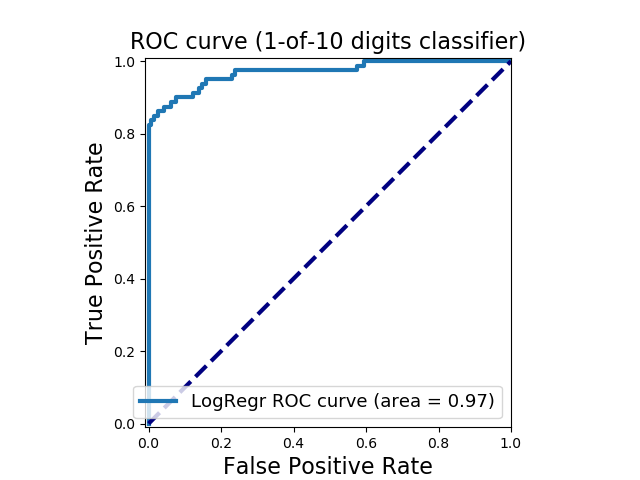 ROC curve (1-of-10 digits classifier)
True Positive Rate
1.0
0.8
0.6
0.4
0.2
0.0
LogRegr ROC curve (area = 0.97)
0.0 0.2 0.4 0.6 0.8 1.0
False Positive Rate